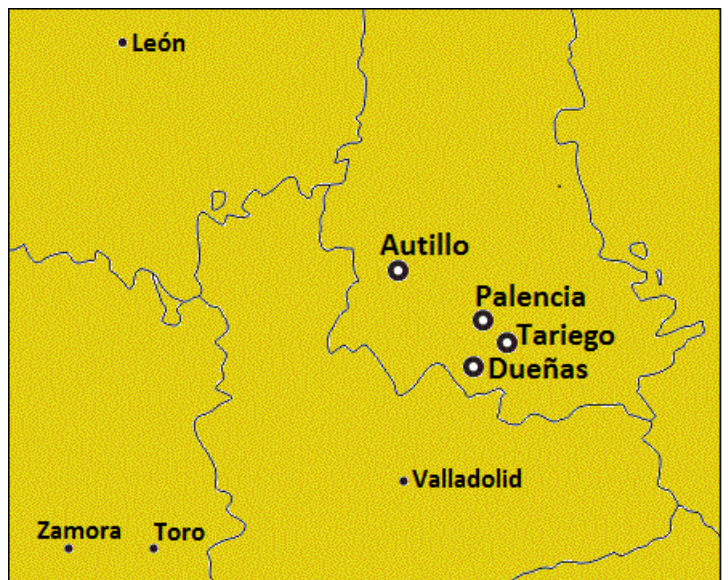 León
Autillo
Palencia
Tariego
Dueñas
Valladolid
Zamora
Toro